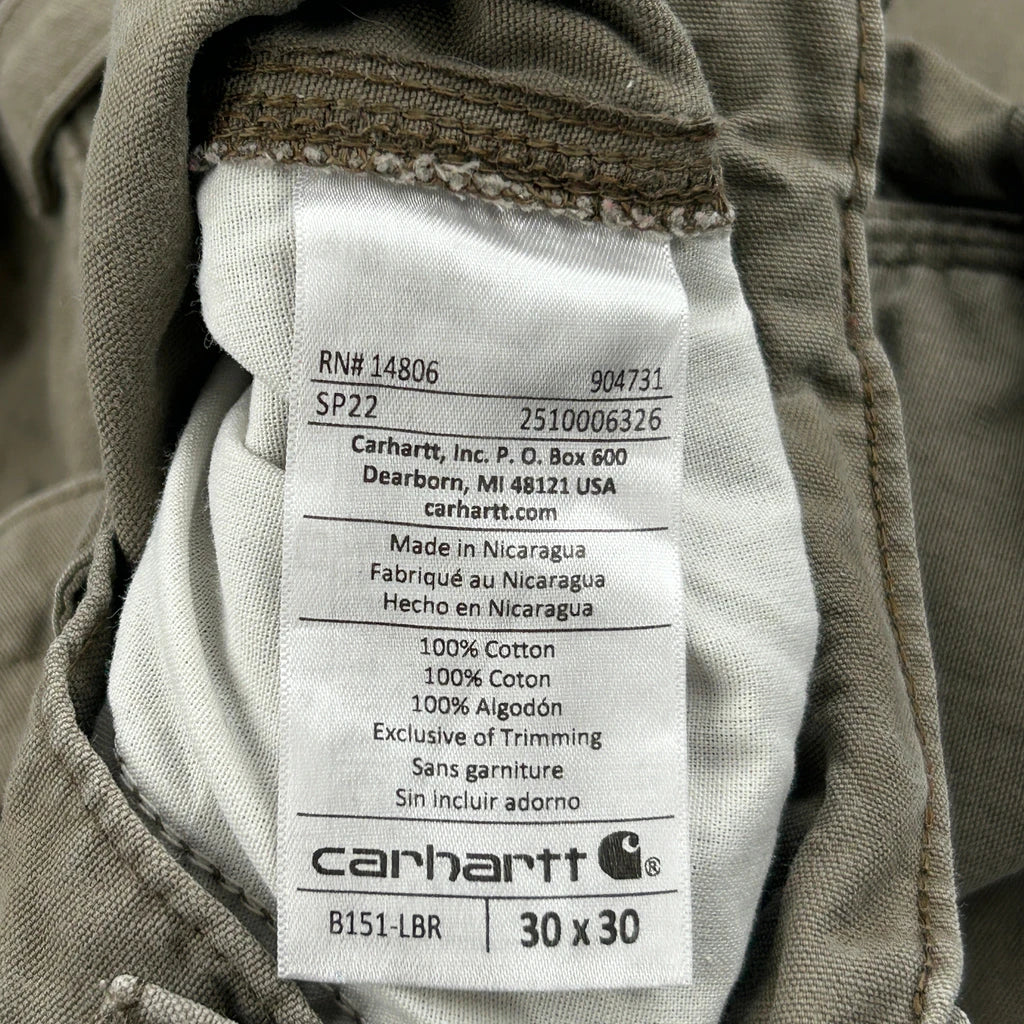 RN# 14806 904731
SP22 2510006326
Carhartt, Inc. P. O. Box 600
Dearborn, MI 48121 USA
carhartt.com
Made in Nicaragua
Fabriqué au Nicaragua
Hecho en Nicaragua
100% Cotton
100% Coton
100% Algodón
Exclusive of Trimming
Sans garniture
Sin incluir adorno
carhartt ®
B151-LBR 30 x 30